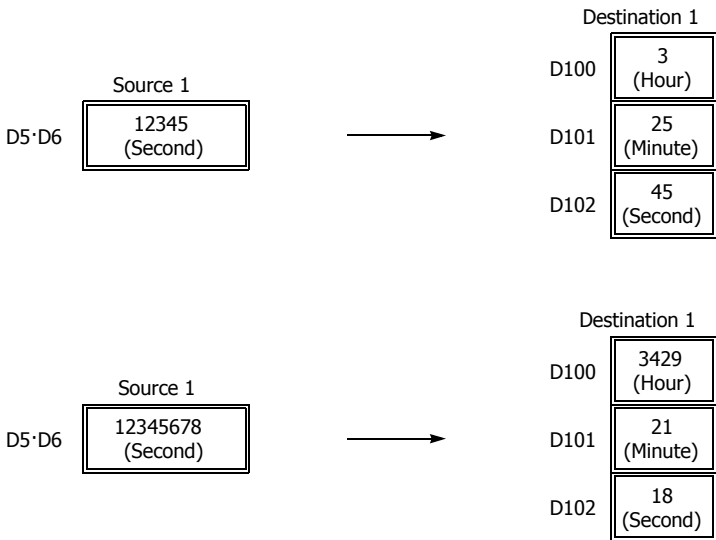 Destination 1
D100
3
(Hour)
Source 1
D5·D6
12345
(Second)
D101
25
(Minute)
D102
45
(Second)
Destination 1
D100
3429
(Hour)
Source 1
D5·D6
12345678
(Second)
D101
21
(Minute)
D102
18
(Second)